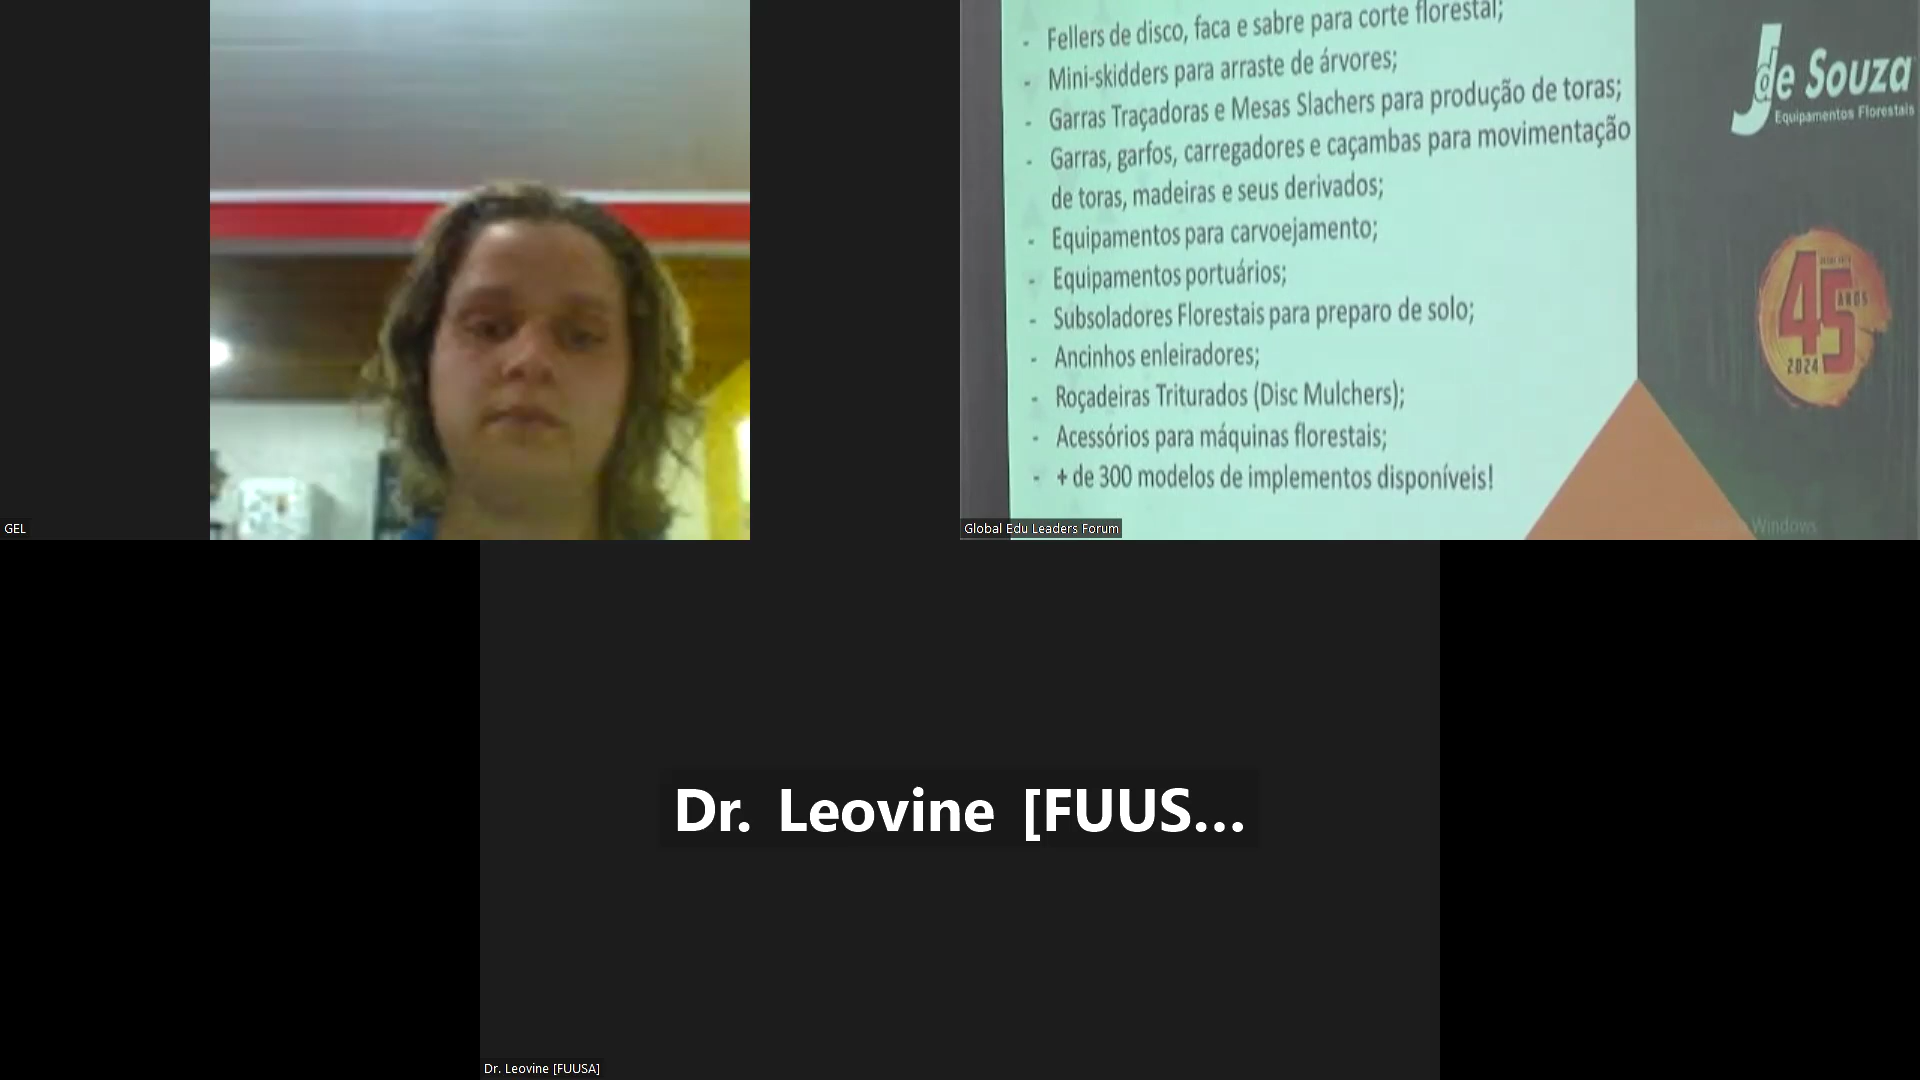 - Fellers de disco, faca e sabre para corte florestal;
- Mini-skidders para arraste de árvores;
- Garras Traçadoras e Mesas Slachers para produção de toras;
- Garras, garfos, carregadores e caçambas para movimentação
de toras, madeiras e seus derivados;
- Equipamentos para carvoejamento;
- Equipamentos portuários;
- Subsoladores Florestais para preparo de solo;
- Ancinhos enleiradores;
- Roçadeiras Triturados (Disc Mulchers);
- Acessórios para máquinas florestais;
- + de 300 modelos de implementos disponíveis!
J de Souza
Equipamentos Florestais
45
ANOS
2024
Windows
GEL
Global Edu Leaders Forum
Dr. Leovine [FUUS...
Dr. Leovine [FUUSA]